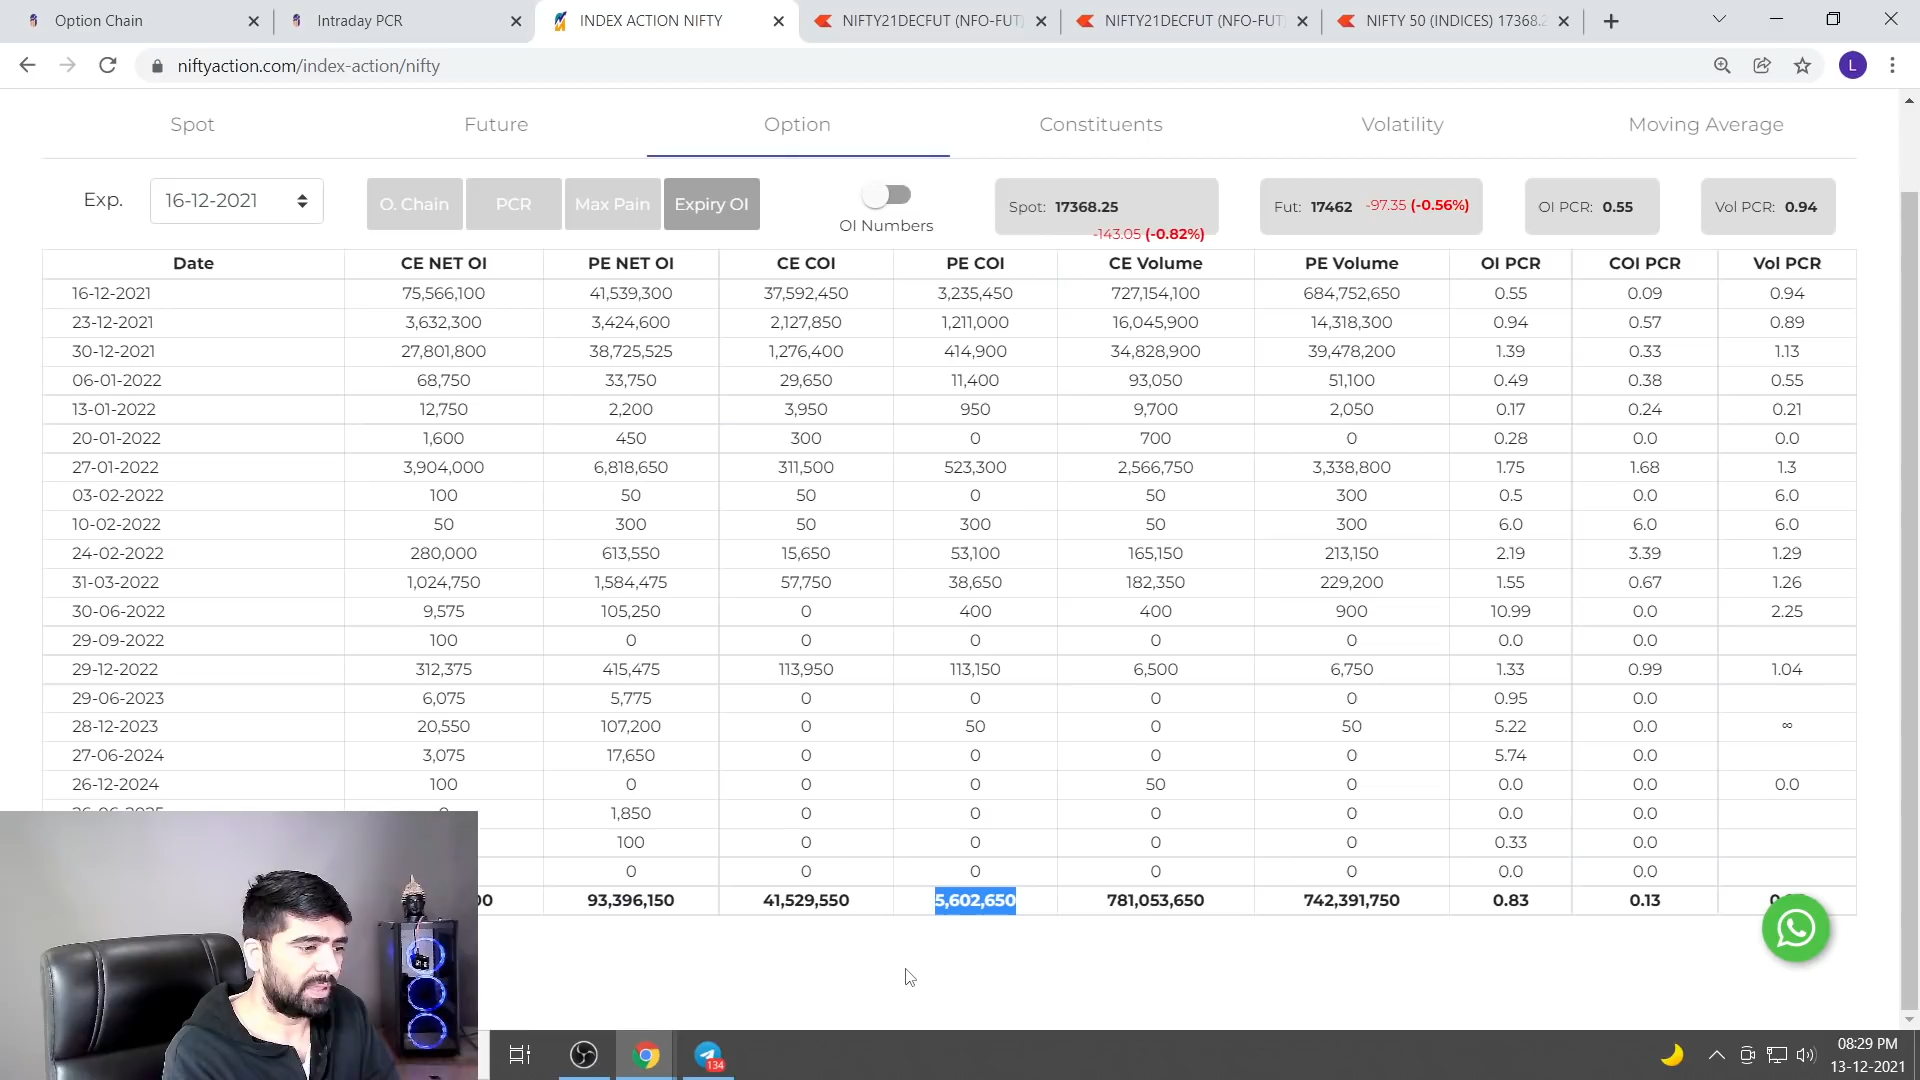 Option Chain
Intraday PCR
INDEX ACTION NIFTY
NIFTY21DECFUT (NFO-FUT)
NIFTY21DECFUT (NFO-FUT)
NIFTY 50 (INDICES) 17368.2
niftyaction.com/index-action/nifty
L
Spot Future Option Constituents Volatility Moving Average
Exp. 16-12-2021 O. Chain PCR Max Pain Expiry OI OI Numbers Spot: 17368.25 -143.05 (-0.82%) Fut: 17462 -97.35 (-0.56%) OI PCR: 0.55 Vol PCR: 0.94
Date CE NET OI PE NET OI CE COI PE COI CE Volume PE Volume OI PCR COI PCR Vol PCR
16-12-2021 75,566,100 41,539,300 37,592,450 3,235,450 727,154,100 684,752,650 0.55 0.09 0.94
23-12-2021 3,632,300 3,424,600 2,127,850 1,211,000 16,045,900 14,318,300 0.94 0.57 0.89
30-12-2021 27,801,800 38,725,525 1,276,400 414,900 34,828,900 39,478,200 1.39 0.33 1.13
06-01-2022 68,750 33,750 29,650 11,400 93,050 51,100 0.49 0.38 0.55
13-01-2022 12,750 2,200 3,950 950 9,700 2,050 0.17 0.24 0.21
20-01-2022 1,600 450 300 0 700 0 0.28 0.0 0.0
27-01-2022 3,904,000 6,818,650 311,500 523,300 2,566,750 3,338,800 1.75 1.68 1.3
03-02-2022 100 50 50 0 50 300 0.5 0.0 6.0
10-02-2022 50 300 50 300 50 300 6.0 6.0 6.0
24-02-2022 280,000 613,550 15,650 53,100 165,150 213,150 2.19 3.39 1.29
31-03-2022 1,024,750 1,584,475 57,750 38,650 182,350 229,200 1.55 0.67 1.26
30-06-2022 9,575 105,250 0 400 400 900 10.99 0.0 2.25
29-09-2022 100 0 0 0 0 0 0.0 0.0
29-12-2022 312,375 415,475 113,950 113,150 6,500 6,750 1.33 0.99 1.04
29-06-2023 6,075 5,775 0 0 0 0 0.95 0.0
28-12-2023 20,550 107,200 0 50 0 50 5.22 0.0 ∞
27-06-2024 3,075 17,650 0 0 0 0 5.74 0.0
26-12-2024 100 0 0 0 50 0 0.0 0.0 0.0
1,850 0 0 0 0 0.0 0.0
100 0 0 0 0 0.33 0.0
0 0 0 0 0 0.0 0.0
93,396,150 41,529,550 5,602,650 781,053,650 742,391,750 0.83 0.13
134
08:29 PM
13-12-2021